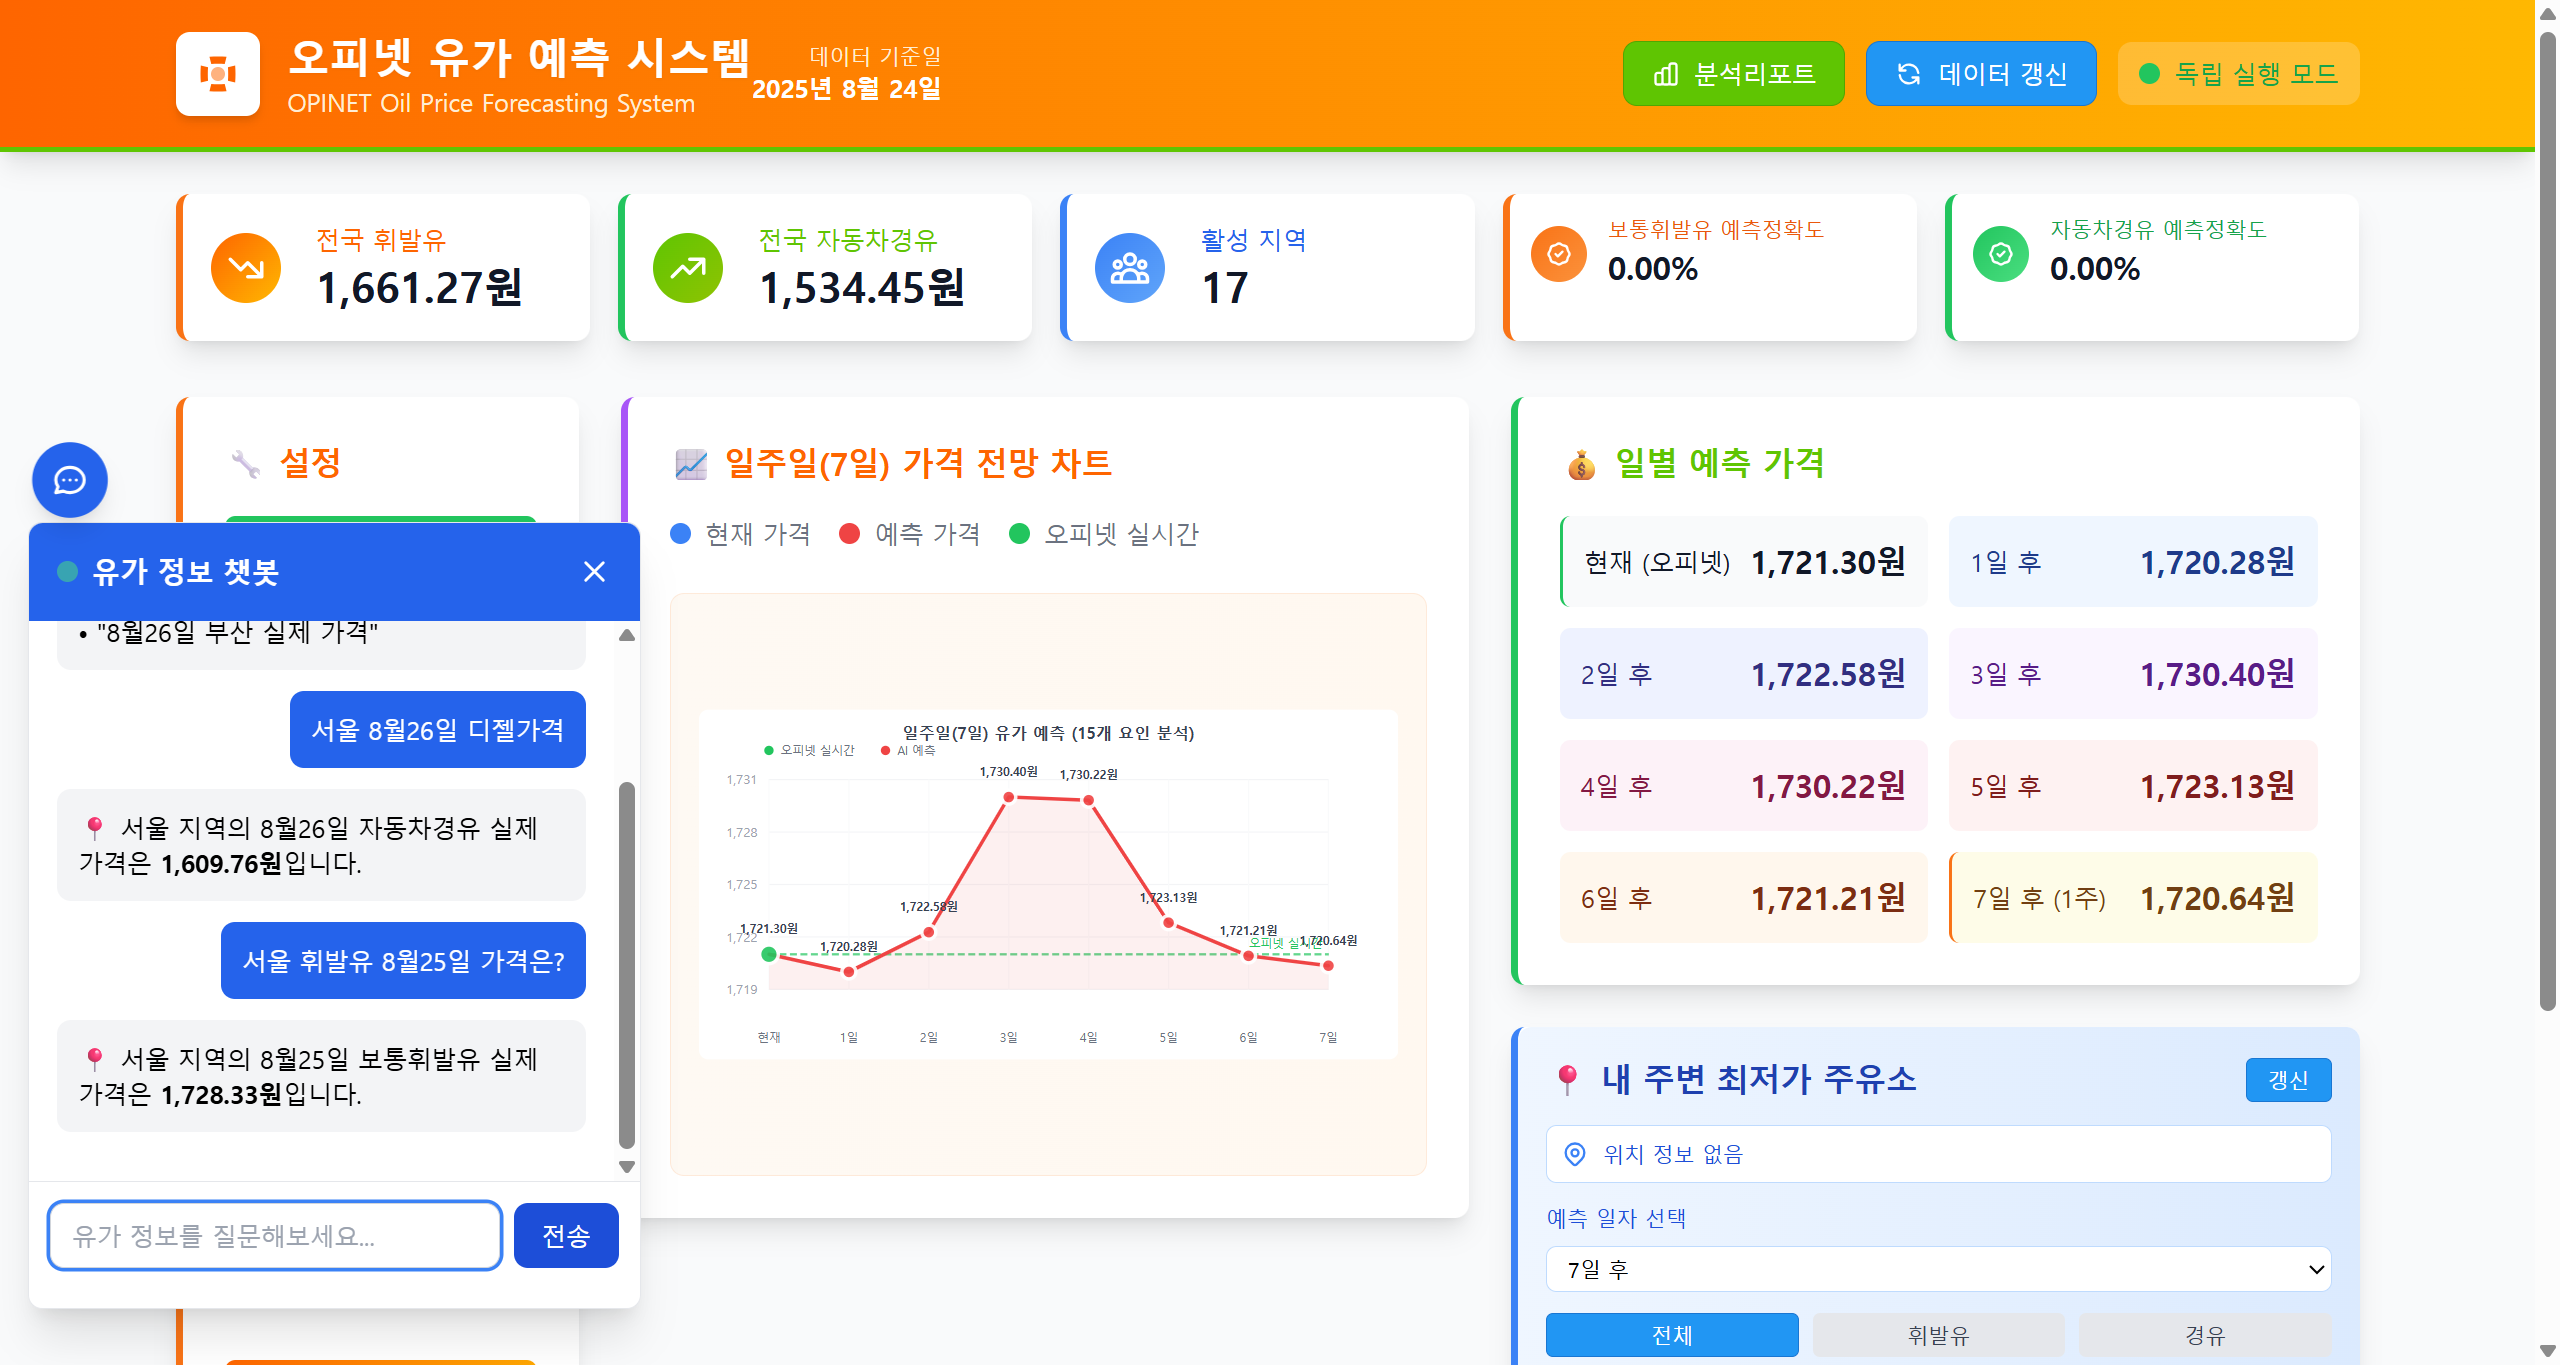 오피넷 유가 예측 시스템
OPINET Oil Price Forecasting System
데이터 기준일
2025년 8월 24일
분석리포트
데이터 갱신
독립 실행 모드
전국 휘발유
1,661.27원
전국 자동차경유
1,534.45원
활성 지역
17
보통휘발유 예측정확도
0.00%
자동차경유 예측정확도
0.00%
설정
유가 정보 챗봇
• "8월26일 부산 실제 가격"
서울 8월26일 디젤가격
서울 지역의 8월26일 자동차경유 실제
가격은 1,609.76원입니다.
서울 휘발유 8월25일 가격은?
서울 지역의 8월25일 보통휘발유 실제
가격은 1,728.33원입니다.
유가 정보를 질문해보세요...
전송
일주일(7일) 가격 전망 차트
현재 가격
예측 가격
오피넷 실시간
일주일(7일) 유가 예측 (15개 요인 분석)
오피넷 실시간
AI 예측
1,731
1,728
1,725
1,722
1,719
1,721.30원
1,720.28원
1,722.58원
1,730.40원
1,730.22원
1,723.13원
1,721.21원
1,720.64원
오피넷 실시간
현재
1일
2일
3일
4일
5일
6일
7일
일별 예측 가격
현재 (오피넷) 1,721.30원
1일 후 1,720.28원
2일 후 1,722.58원
3일 후 1,730.40원
4일 후 1,730.22원
5일 후 1,723.13원
6일 후 1,721.21원
7일 후 (1주) 1,720.64원
내 주변 최저가 주유소
갱신
위치 정보 없음
예측 일자 선택
7일 후
전체
휘발유
경유